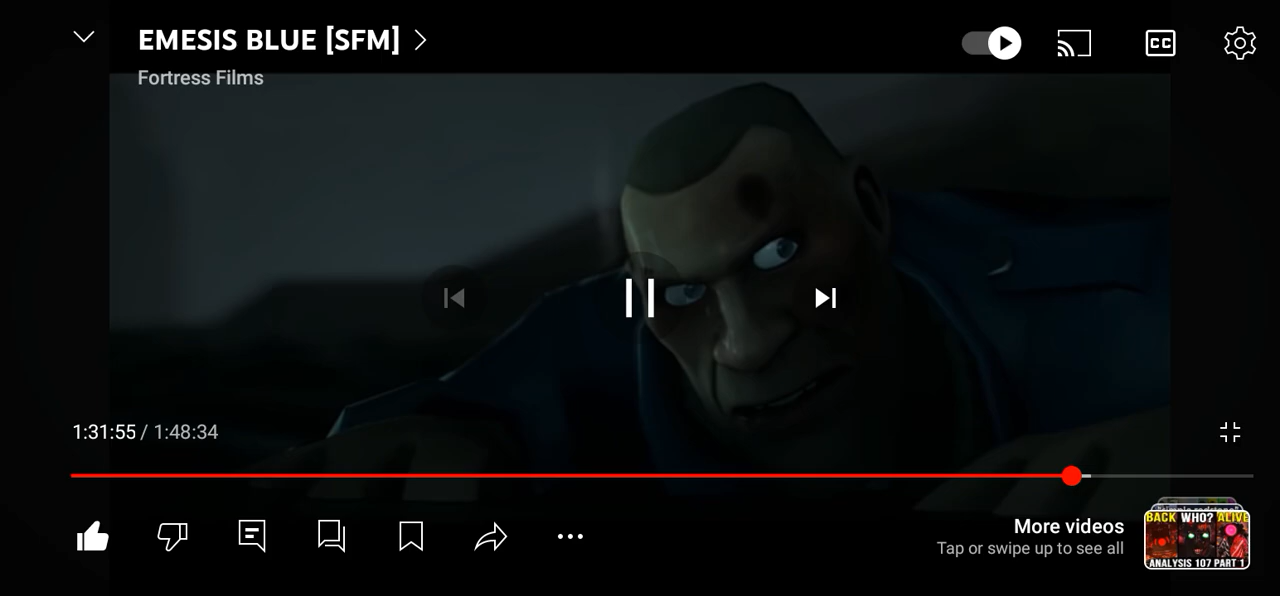 EMESIS BLUE [SFM]
Fortress Films
CC
1:31:55 / 1:48:34
More videos
Tap or swipe up to see all
BACK WHO? ALIVE
ANALYSIS 107 PART 1